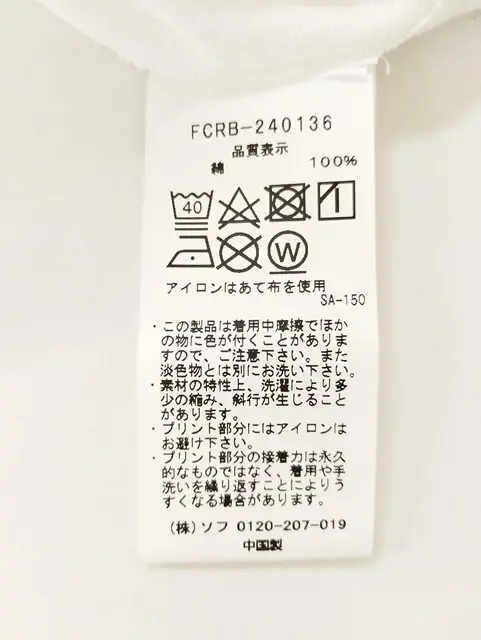 FCRB-240136
品質表示
綿 100%
40
W
アイロンはあて布を使用
SA-150
・この製品は着用中摩擦でほか
の物に色が付くことがありま
すので、ご注意下さい。また
淡色物とは別にお洗い下さい。
・素材の特性上、洗濯により多
少の縮み、斜行が生じること
があります。
・プリント部分にはアイロンは
お避け下さい。
・プリント部分の接着力は永久
的なものではなく、着用や手
洗いを繰り返すことによりう
すくなる場合があります。
(株)ソフ 0120-207-019
中国製